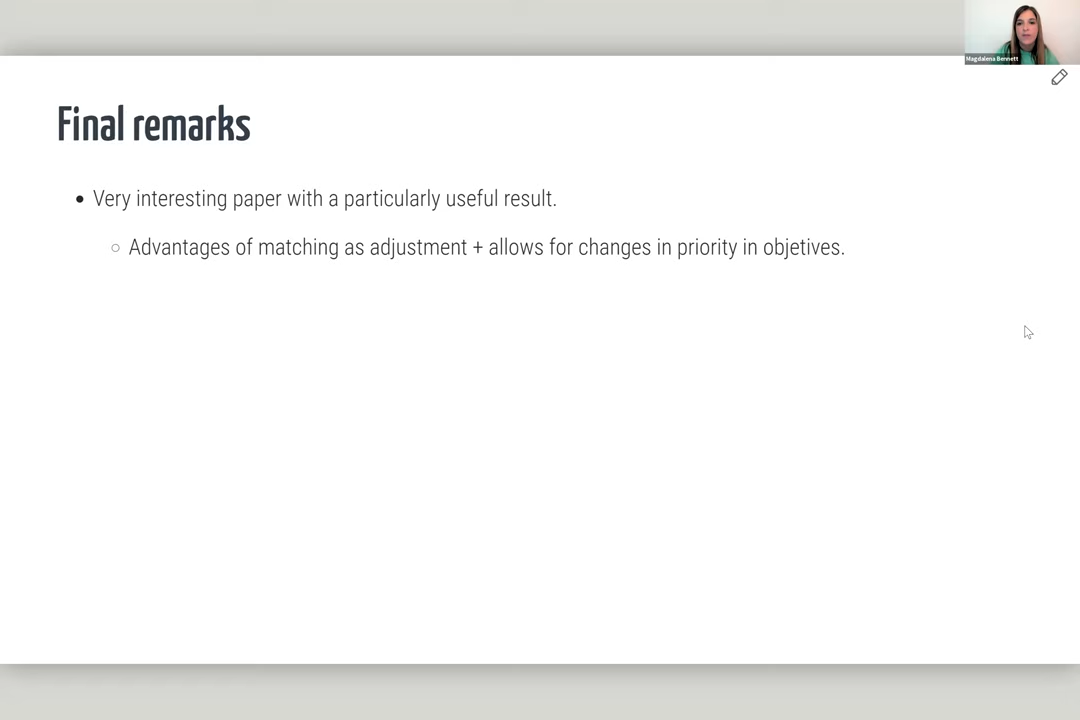 Magdalena Bennett
Final remarks
• Very interesting paper with a particularly useful result.
○ Advantages of matching as adjustment + allows for changes in priority in objetives.